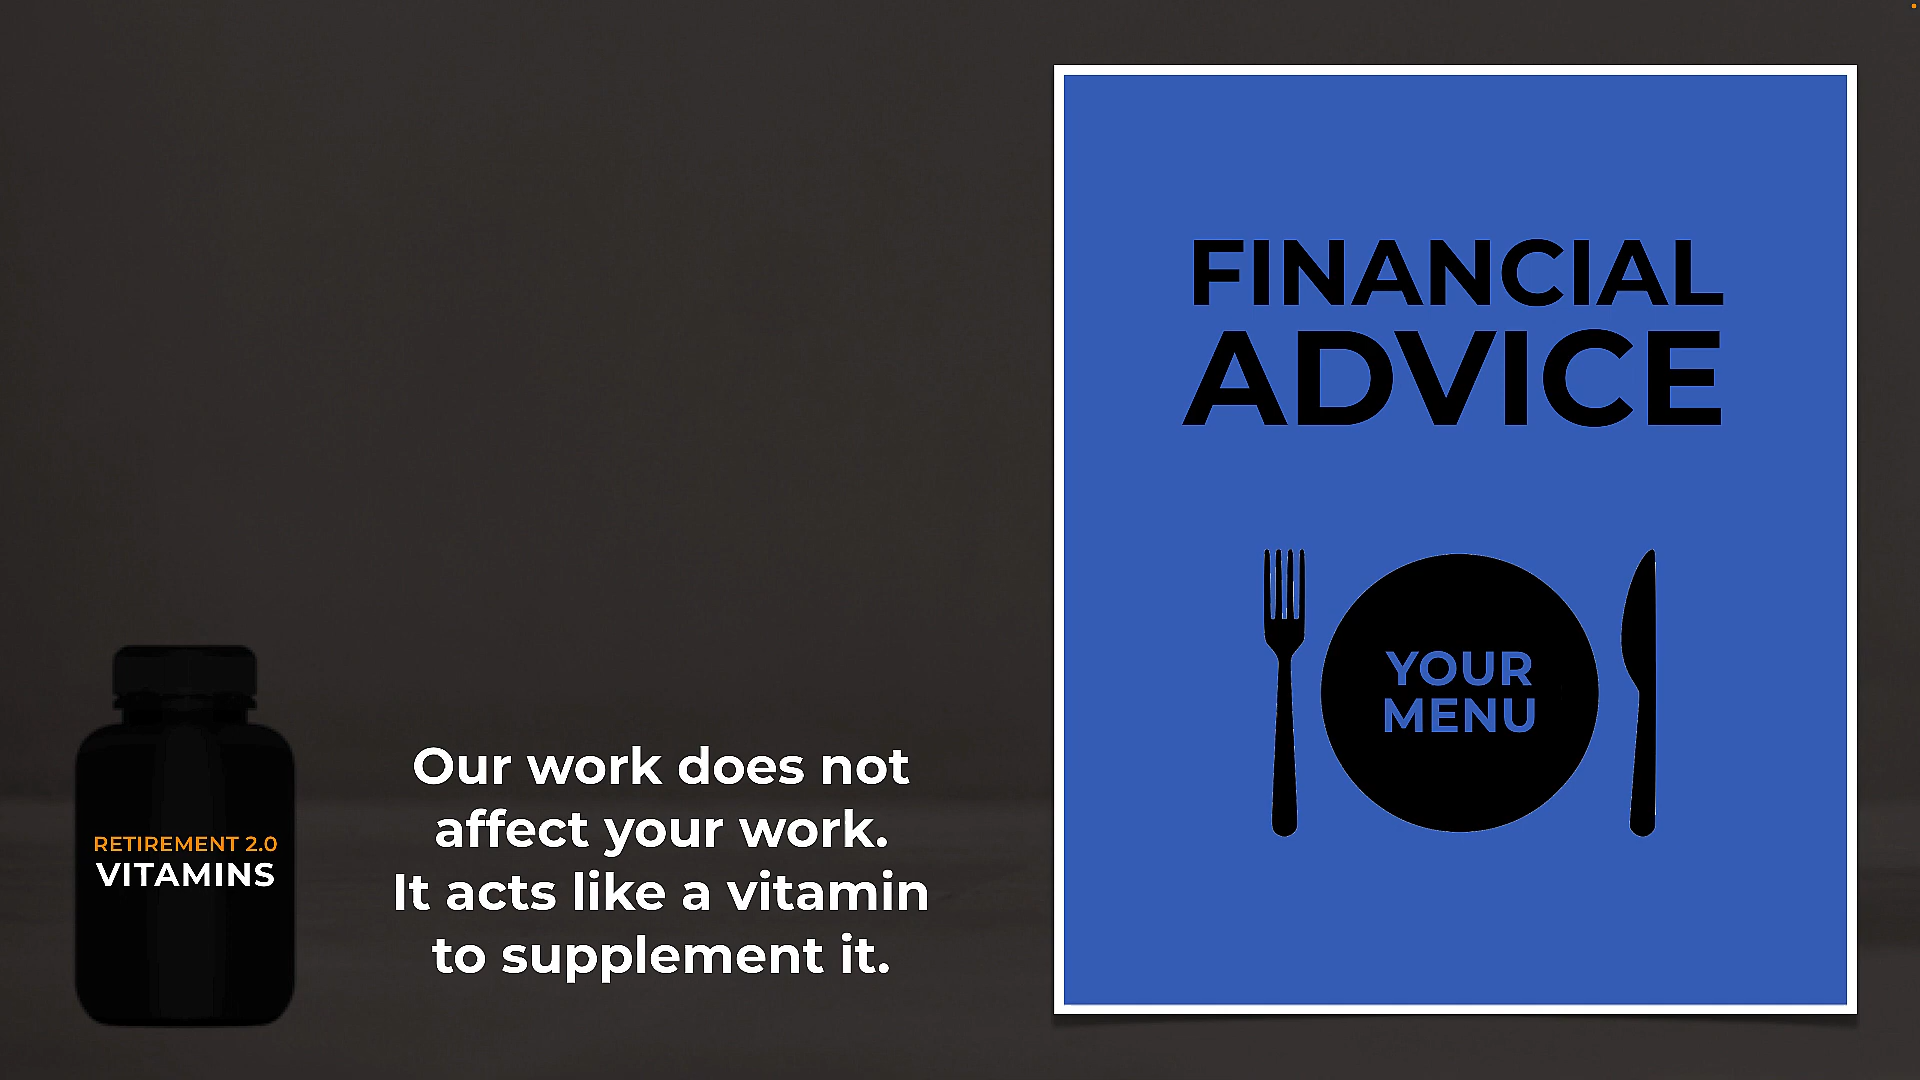 FINANCIAL
ADVICE
YOUR
MENU
RETIREMENT 2.0
VITAMINS
Our work does not
affect your work.
It acts like a vitamin
to supplement it.